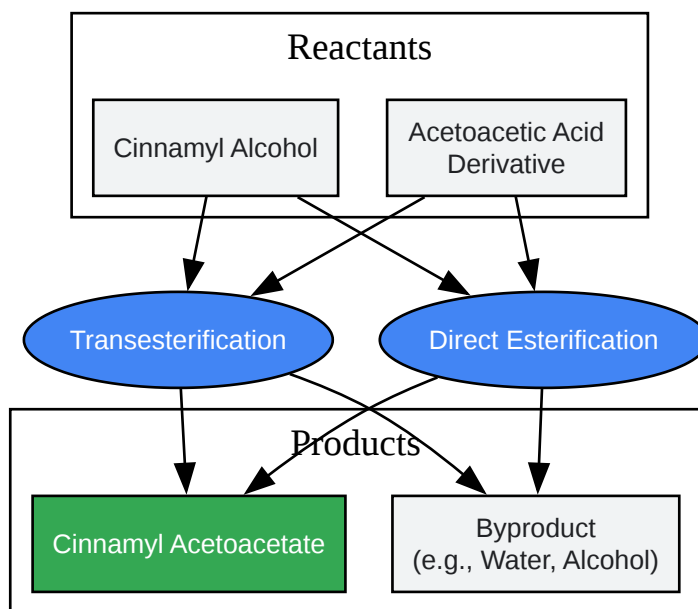 Reactants
Cinnamyl Alcohol
Acetoacetic Acid
Derivative
Transesterification
Direct Esterification
Products
Cinnamyl Acetoacetate
Byproduct
(e.g., Water, Alcohol)